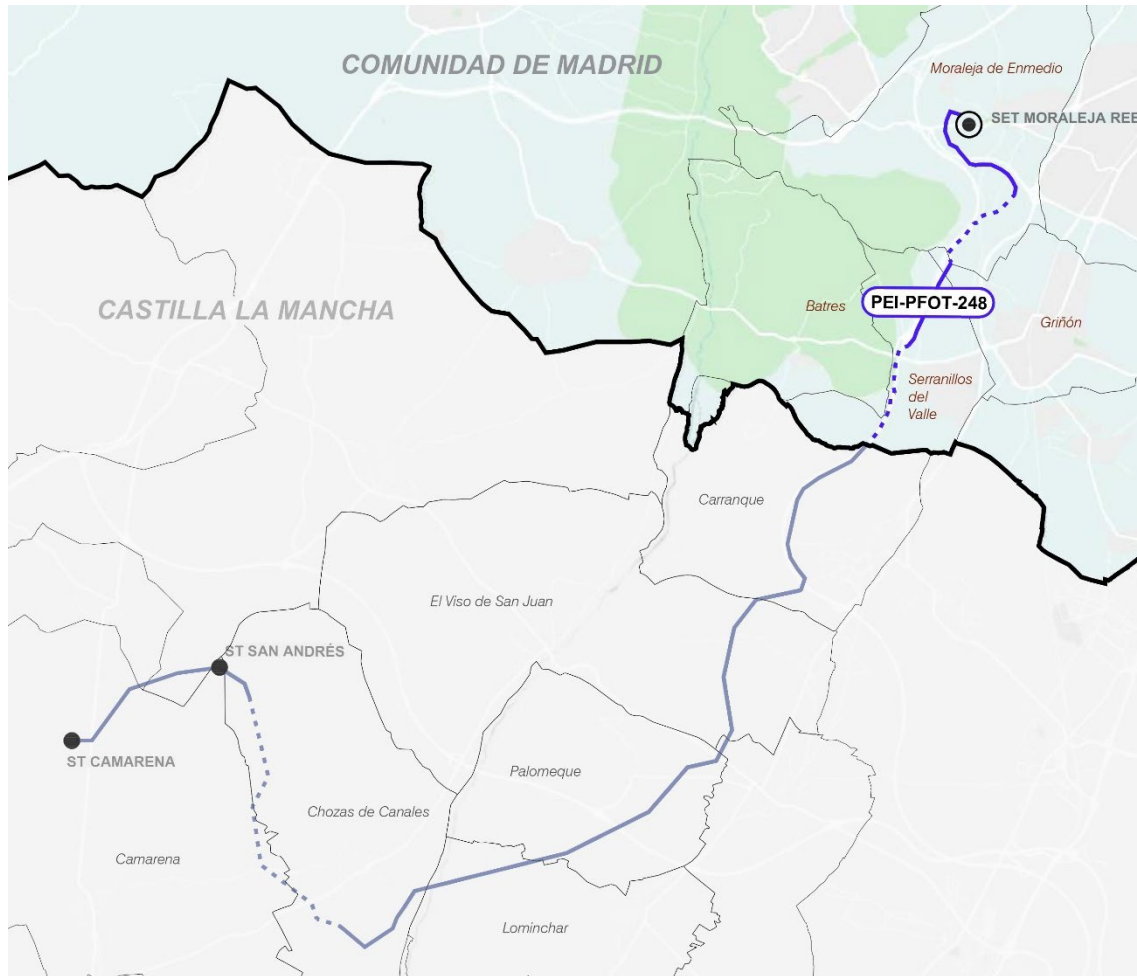 COMUNIDAD DE MADRID
Moraleja de Enmedio
SET MORALEJA REE
CASTILLA LA MANCHA
PEI-PFOT-248
Batres
Griñón
Serranillos
del
Valle
Carranque
El Viso de San Juan
ST SAN ANDRÉS
ST CAMARENA
Palomeque
Chozas de Canales
Camarena
Lominchar